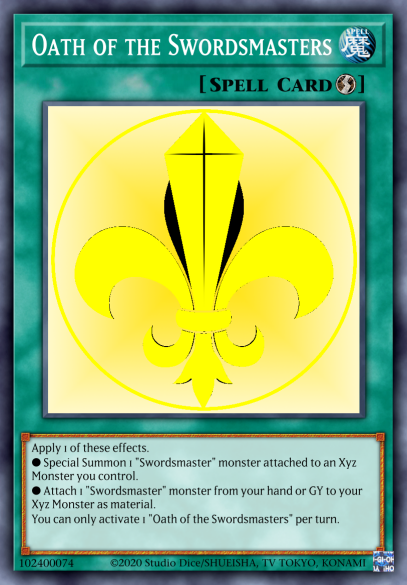 OATH OF THE SWORDSMASTERS
SPELL
魔
[SPELL CARD]
Apply 1 of these effects.
● Special Summon 1 "Swordsmaster" monster attached to an Xyz
Monster you control.
● Attach 1 "Swordsmaster" monster from your hand or GY to your
Xyz Monster as material.
You can only activate 1 "Oath of the Swordsmasters" per turn.
102400074
©2020 Studio Dice/SHUEISHA, TV TOKYO, KONAMI